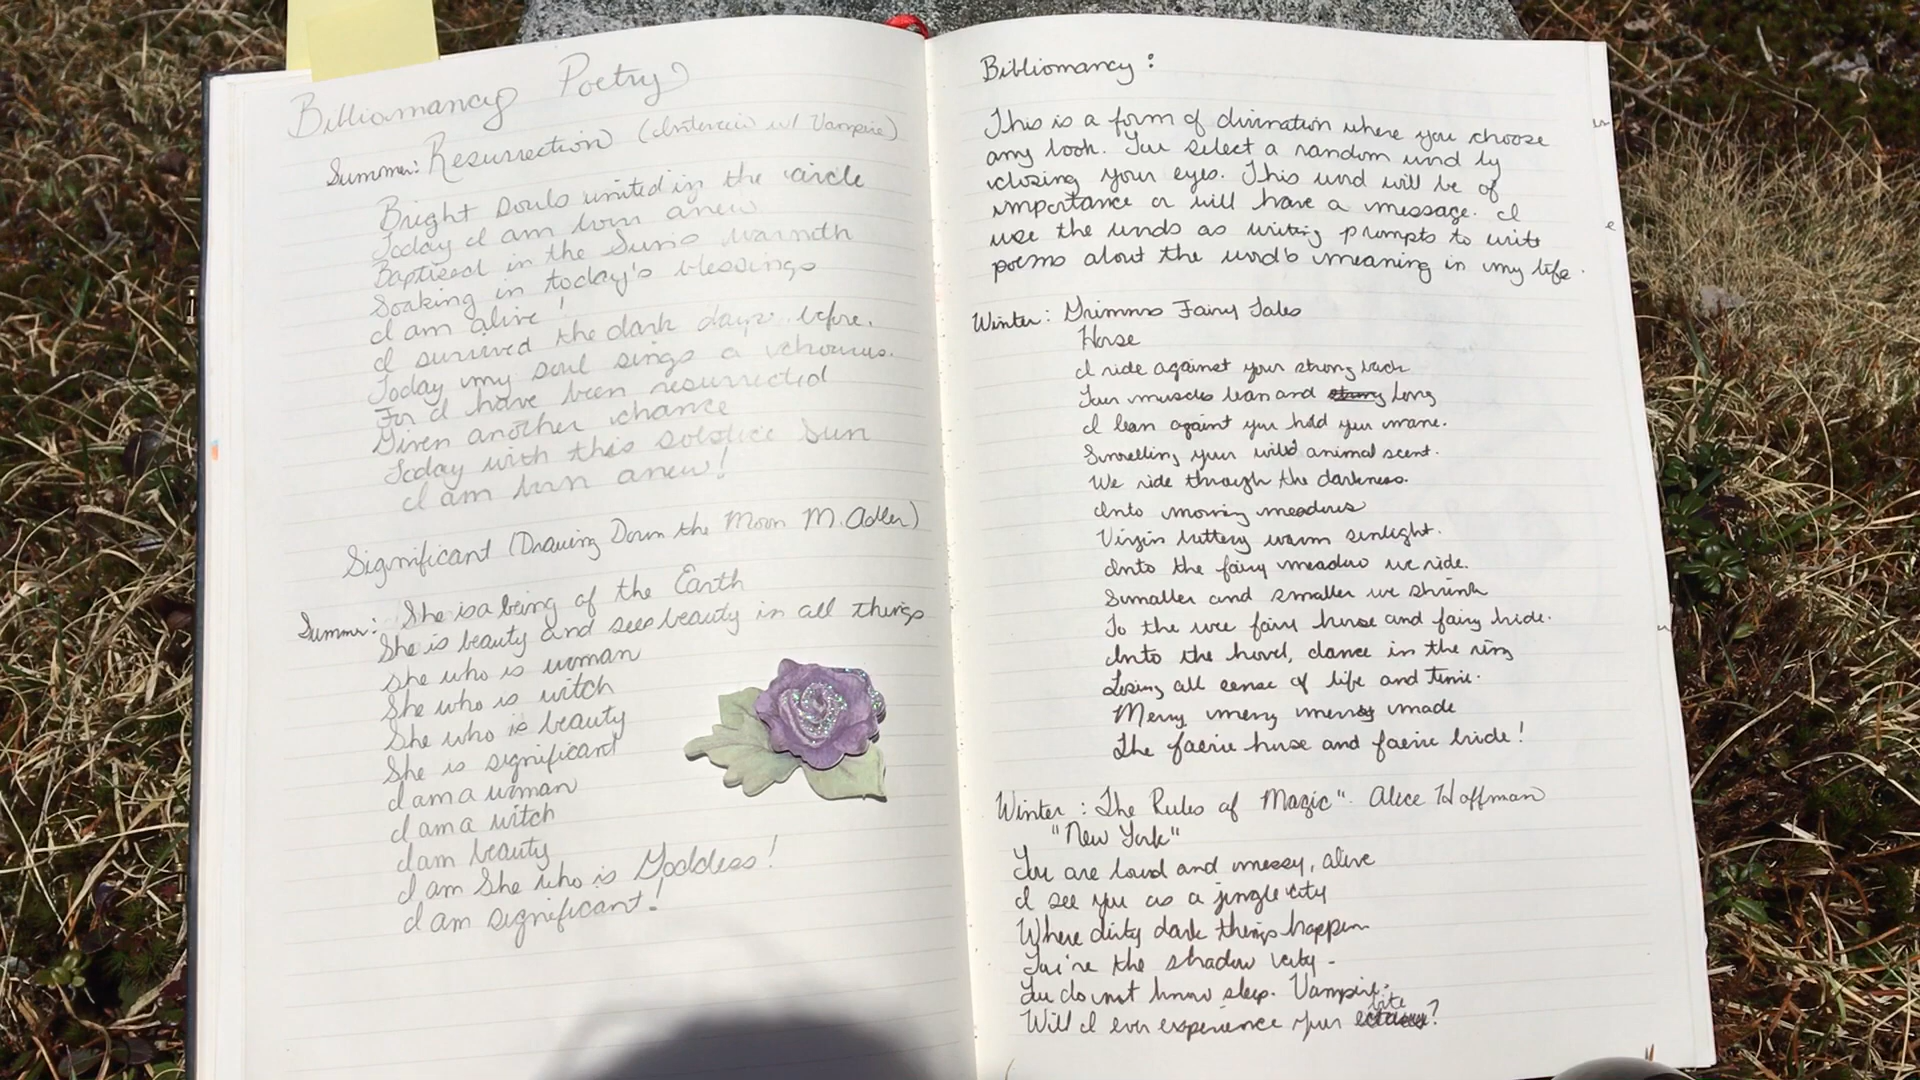 Bibliomancy Poetry
Summer: Resurrection (Interview w/ Vampire)
Bright souls united in the circle
Today I am born anew
Baptised in the Suns warmth
Soaking in today's blessings
I am alive!
I survived the dark days before.
Today my soul sings a chorus.
For I have been resurrected
Given another chance
Today with this solstice Sun
I am born anew!
Significant (Drawing Down the Moon M. Adler)
Summer: She is a being of the Earth
She is beauty and sees beauty in all things
She who is woman
She who is witch
She who is beauty
She is significant
I am a woman
I am a witch
I am beauty
I am She who is Goddess!
I am significant!
Bibliomancy:
This is a form of divination where you choose
any book. You select a random word by
closing your eyes. This word will be of
importance or will have a message. I
use the words as writing prompts to write
poems about the word's meaning in my life.
Winter: Grimms Fairy Tales
Horse
I ride against your strong back
Your muscles lean and long
I lean against you hold your mane.
Smelling your wild animal scent.
We ride through the darkness.
Into morning meadows
Virgin buttery warm sunlight.
Into the fairy meadow we ride.
Smaller and smaller we shrink
To the wee fairy horse and fairy bride.
Into the hovel, dance in the ring
Losing all sense of life and time.
Merry merry merry made
The faerie horse and faerie bride!
Winter: The Rules of Magic". Alice Hoffman
"New York"
You are loud and messy, alive
I see you as a jungle city
Where dirty dark things happen
You're the shadow city -
You do not know sleep. Vampire.
Will I ever experience your bite?